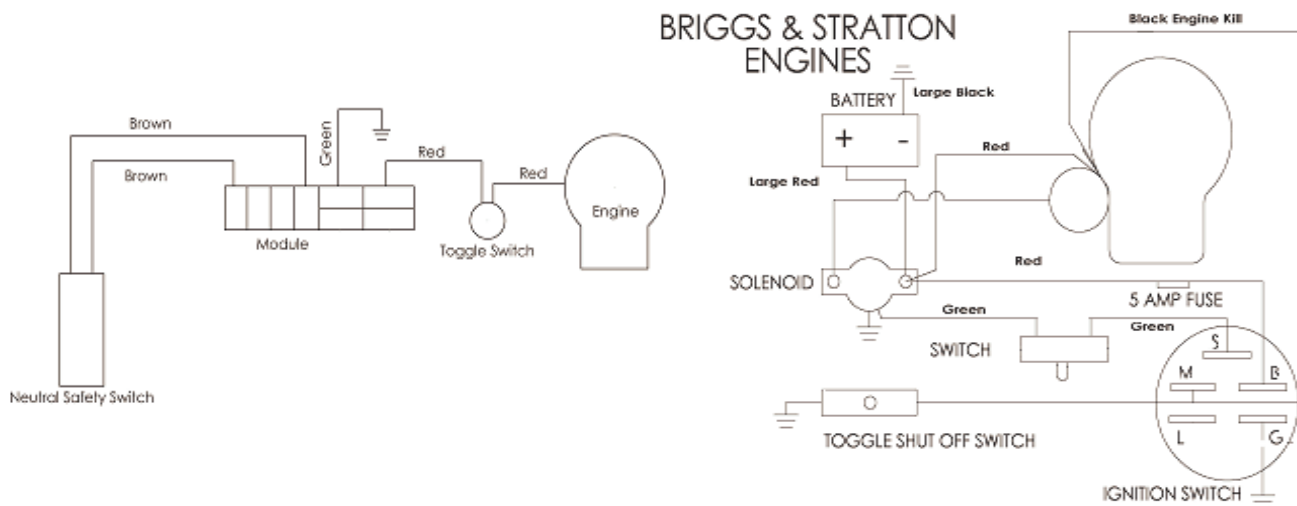 BRIGGS & STRATTON
ENGINES
Brown
Brown
Green
Red
Red
Module
Toggle Switch
Engine
Neutral Safety Switch
Black Engine Kill
Large Black
BATTERY
+ -
Large Red
Red
SOLENOID
Red
5 AMP FUSE
Green
Green
SWITCH
S
M
B
L
G
TOGGLE SHUT OFF SWITCH
IGNITION SWITCH